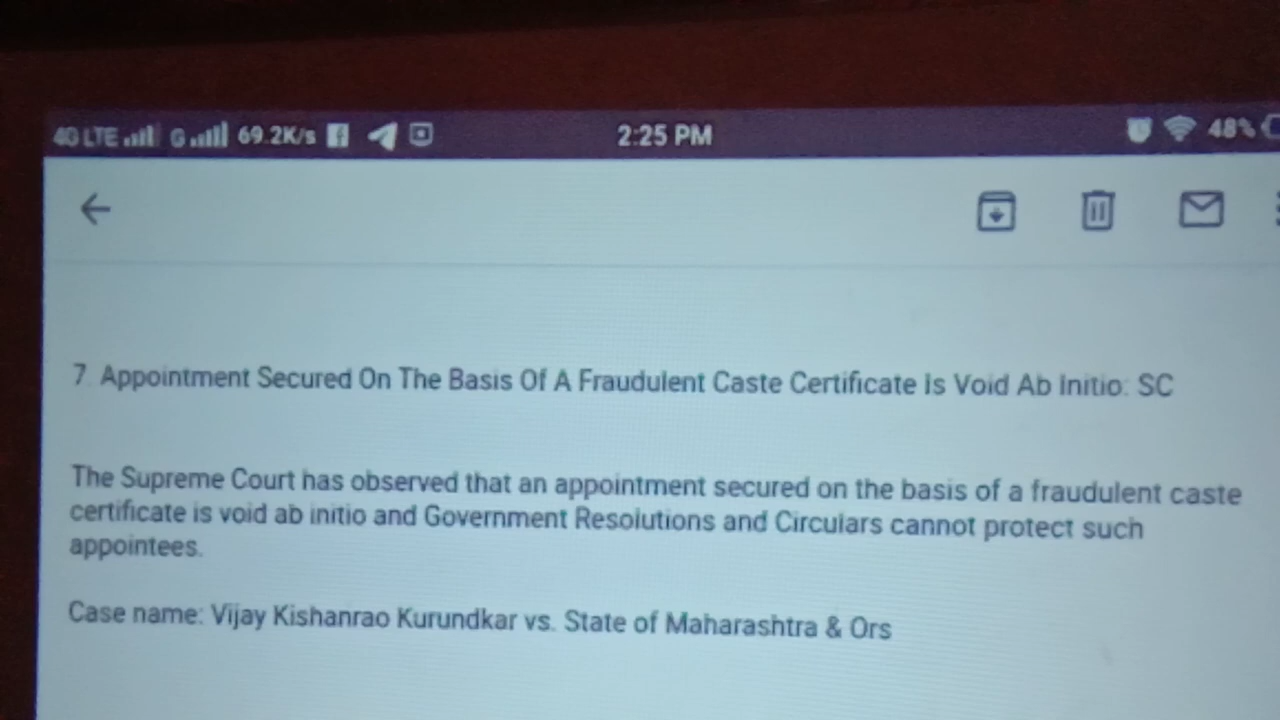 4G LTE G 69.2K/s 2:25 PM 48%
7. Appointment Secured On The Basis Of A Fraudulent Caste Certificate Is Void Ab Initio: SC
The Supreme Court has observed that an appointment secured on the basis of a fraudulent caste
certificate is void ab initio and Government Resolutions and Circulars cannot protect such
appointees.
Case name: Vijay Kishanrao Kurundkar vs. State of Maharashtra & Ors